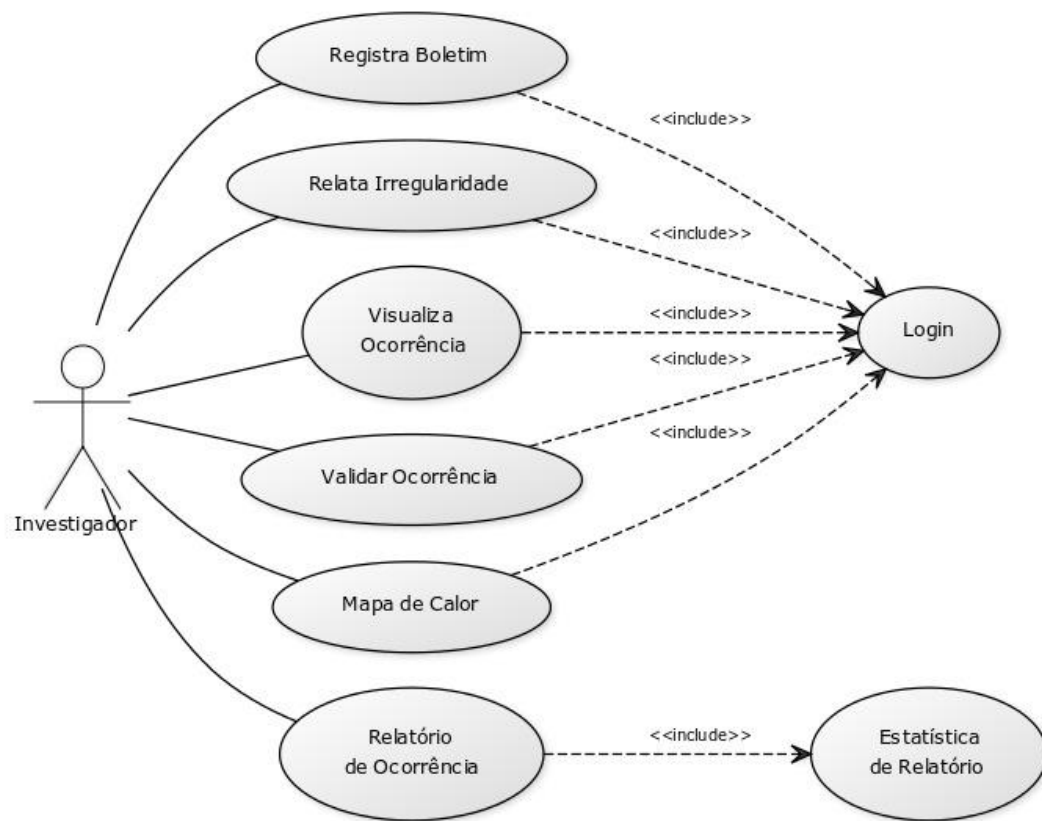 Registra Boletim
<<include>>
Relata Irregularidade
<<include>>
Visualiza
Ocorrência
<<include>>
Login
<<include>>
<<include>>
Validar Ocorrência
Investigador
Mapa de Calor
Relatório
de Ocorrência
<<include>>
Estatística
de Relatório